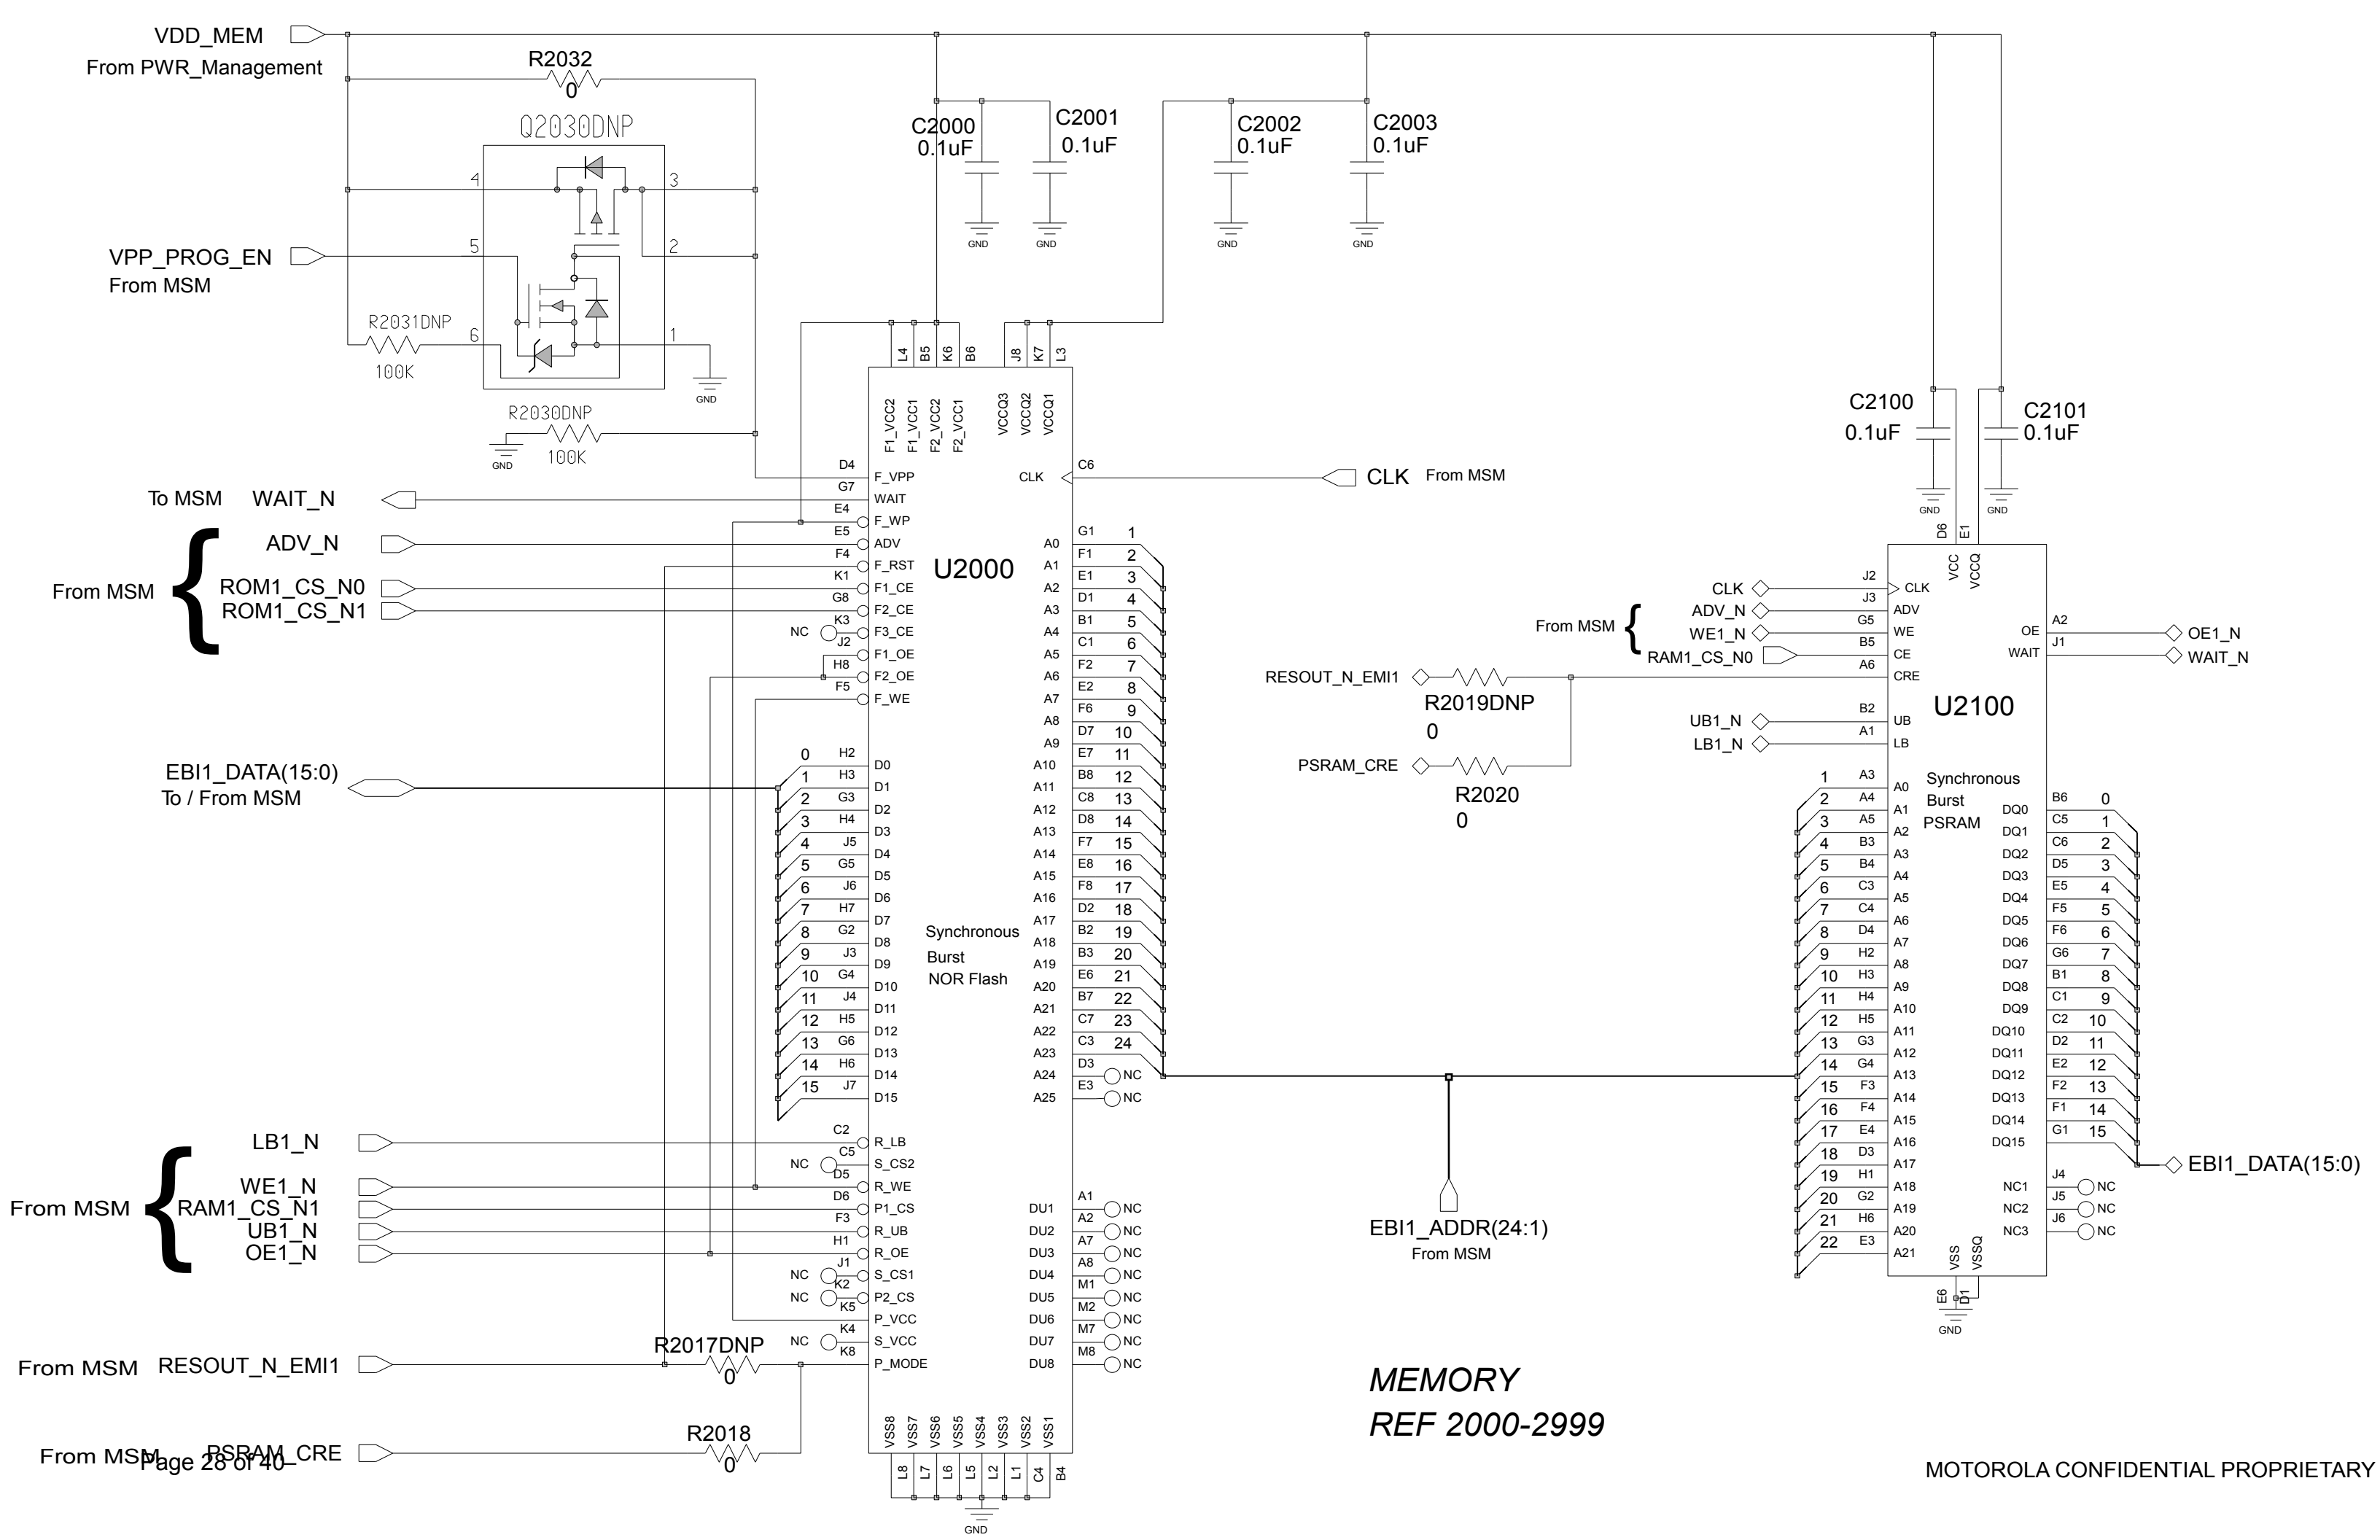 VDD_MEM
From PWR_Management
R2032
0
Q2030DNP
4
3
5
2
6
1
VPP_PROG_EN
From MSM
R2031DNP
100K
GND
R2030DNP
100K
GND
C2000
0.1uF
C2001
0.1uF
C2002
0.1uF
C2003
0.1uF
GND
GND
GND
GND
L4
B5
K6
B6
J8
K7
L3
F1_VCC2
F1_VCC1
F2_VCC2
F2_VCC1
VCCQ3
VCCQ2
VCCQ1
U2000
Synchronous
Burst
NOR Flash
D4 F_VPP
To MSM WAIT_N G7 WAIT
E4 F_WP
From MSM
{
ADV_N E5 ADV
F4 F_RST
ROM1_CS_N0 K1 F1_CE
ROM1_CS_N1 G8 F2_CE
NC K3 F3_CE
J2 F1_OE
H8 F2_OE
F5 F_WE
EBI1_DATA(15:0)
To / From MSM
0 H2 D0
1 H3 D1
2 G3 D2
3 H4 D3
4 J5 D4
5 G5 D5
6 J6 D6
7 H7 D7
8 G2 D8
9 J3 D9
10 G4 D10
11 J4 D11
12 H5 D12
13 G6 D13
14 H6 D14
15 J7 D15
From MSM
{
LB1_N C2 R_LB
NC C5 S_CS2
WE1_N D5 R_WE
RAM1_CS_N1 D6 P1_CS
UB1_N F3 R_UB
OE1_N H1 R_OE
NC J1 S_CS1
NC K2 P2_CS
K5 P_VCC
NC K4 S_VCC
K8 P_MODE
From MSM RESOUT_N_EMI1
R2017DNP
0
From MSM PSRAM_CRE
R2018
0
CLK C6 CLK From MSM
A0 G1 1
A1 F1 2
A2 E1 3
A3 D1 4
A4 B1 5
A5 C1 6
A6 F2 7
A7 E2 8
A8 F6 9
A9 D7 10
A10 E7 11
A11 B8 12
A12 C8 13
A13 D8 14
A14 F7 15
A15 E8 16
A16 F8 17
A17 D2 18
A18 B2 19
A19 B3 20
A20 E6 21
A21 B7 22
A22 C7 23
A23 C3 24
A24 D3 NC
A25 E3 NC
DU1 A1 NC
DU2 A2 NC
DU3 A7 NC
DU4 A8 NC
DU5 M1 NC
DU6 M2 NC
DU7 M7 NC
DU8 M8 NC
VSS8
VSS7
VSS6
VSS5
VSS4
VSS3
VSS2
VSS1
L8
L7
L6
L5
L2
L1
C4
B4
GND
EBI1_ADDR(24:1)
From MSM
C2100
0.1uF
C2101
0.1uF
GND
GND
D6
E1
VCC
VCCQ
U2100
Synchronous
Burst
PSRAM
From MSM
{
CLK J2 CLK
ADV_N J3 ADV
WE1_N G5 WE
RAM1_CS_N0 B5 CE
A6 CRE
RESOUT_N_EMI1
R2019DNP
0
PSRAM_CRE
R2020
0
UB1_N B2 UB
LB1_N A1 LB
OE A2 OE1_N
WAIT J1 WAIT_N
1 A3 A0
2 A4 A1
3 A5 A2
4 B3 A3
5 B4 A4
6 C3 A5
7 C4 A6
8 D4 A7
9 H2 A8
10 H3 A9
11 H4 A10
12 H5 A11
13 G3 A12
14 G4 A13
15 F3 A14
16 F4 A15
17 E4 A16
18 D3 A17
19 H1 A18
20 G2 A19
21 H6 A20
22 E3 A21
DQ0 B6 0
DQ1 C5 1
DQ2 C6 2
DQ3 D5 3
DQ4 E5 4
DQ5 F5 5
DQ6 F6 6
DQ7 G6 7
DQ8 B1 8
DQ9 C1 9
DQ10 C2 10
DQ11 D2 11
DQ12 E2 12
DQ13 F2 13
DQ14 F1 14
DQ15 G1 15
EBI1_DATA(15:0)
NC1 J4 NC
NC2 J5 NC
NC3 J6 NC
VSS
VSSQ
E6
D1
GND
MEMORY
REF 2000-2999
Page 28 of 40
MOTOROLA CONFIDENTIAL PROPRIETARY